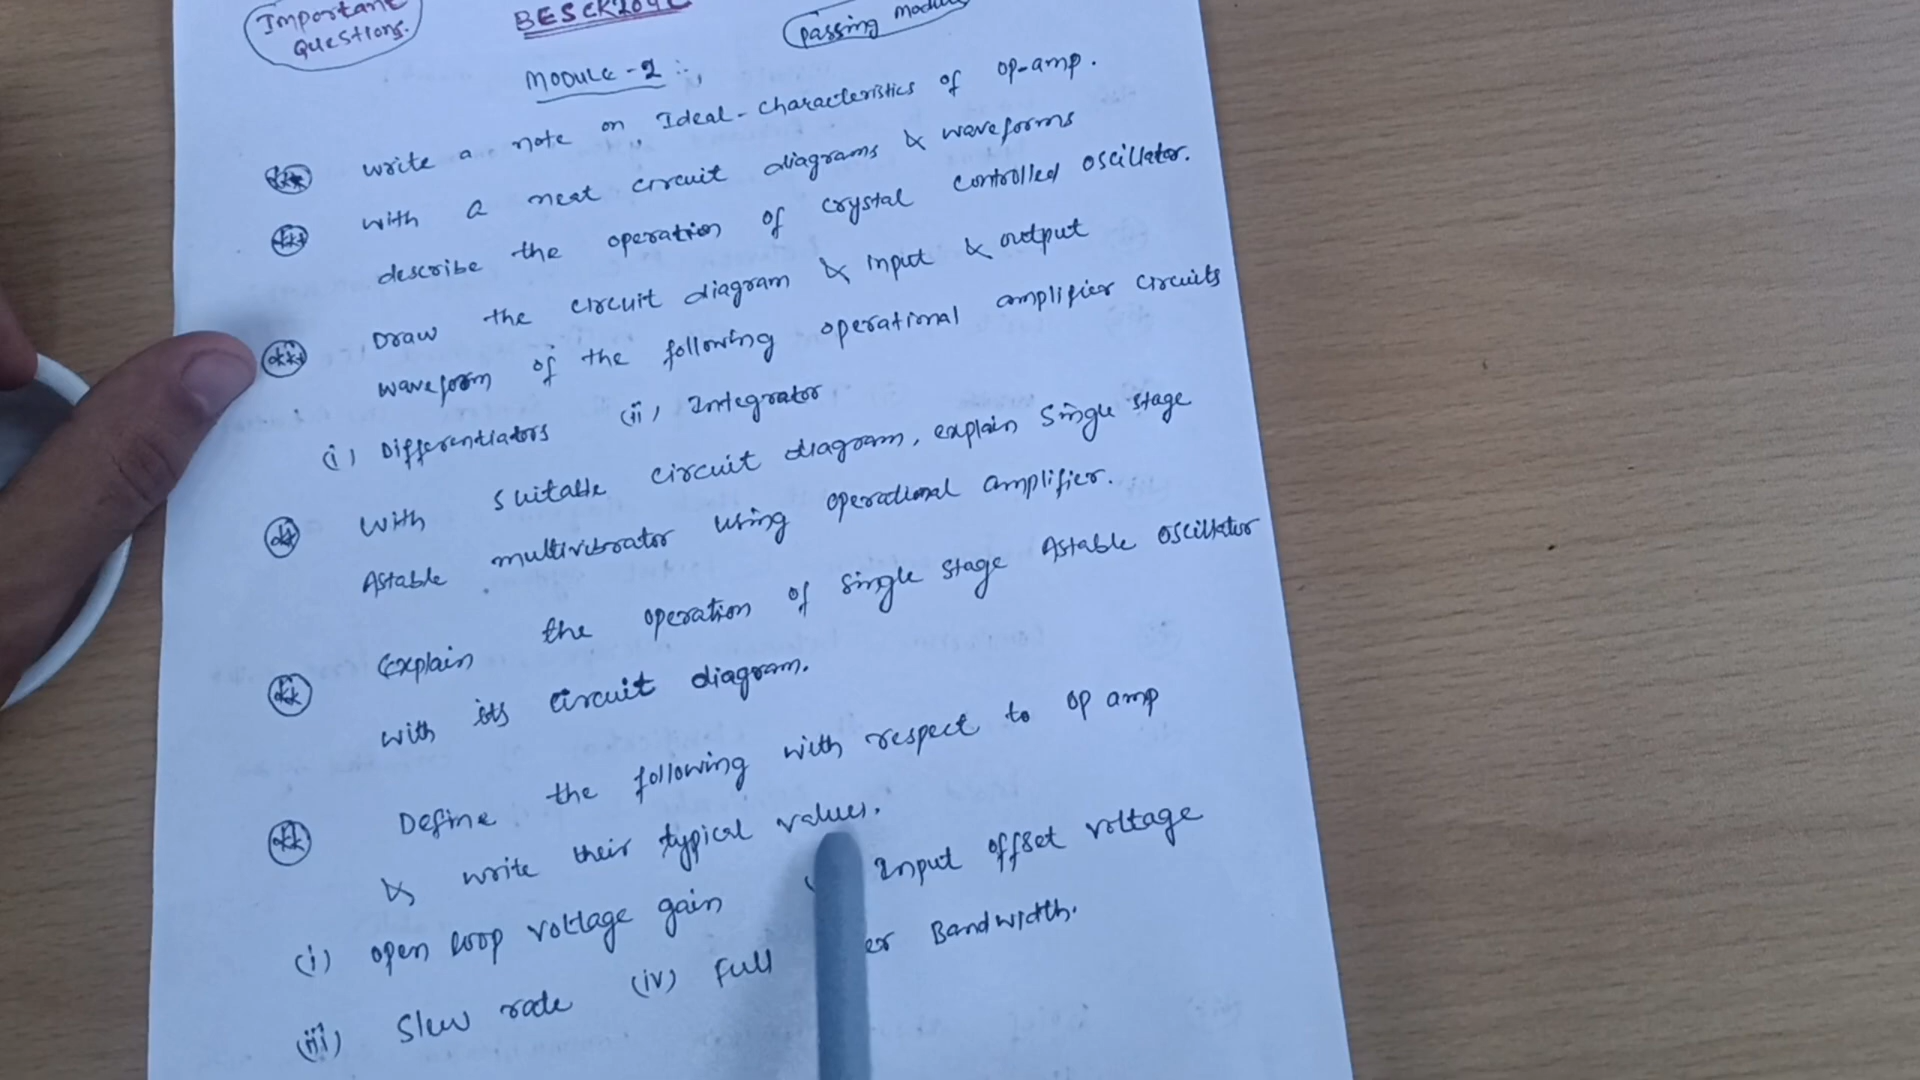 Important
Questions.
passing
MODULE - 2 :-,
*** write a note on Ideal - characteristics of op-amp.
*** with a neat circuit diagrams & waveforms
describe the operation of crystal controlled oscillator.
*** Draw the circuit diagram & input & output
waveform of the following operational amplifier circuits
(i) Differentiators (ii) Integrator
** With suitable circuit diagram, explain single stage
Astable multivibrator using operational amplifier.
** Explain the operation of single stage Astable oscillator
with its circuit diagram.
** Define the following with respect to op amp
& write their typical values.
(i) open loop voltage gain Input offset voltage
(iii) Slew rate (iv) Full er Bandwidth.